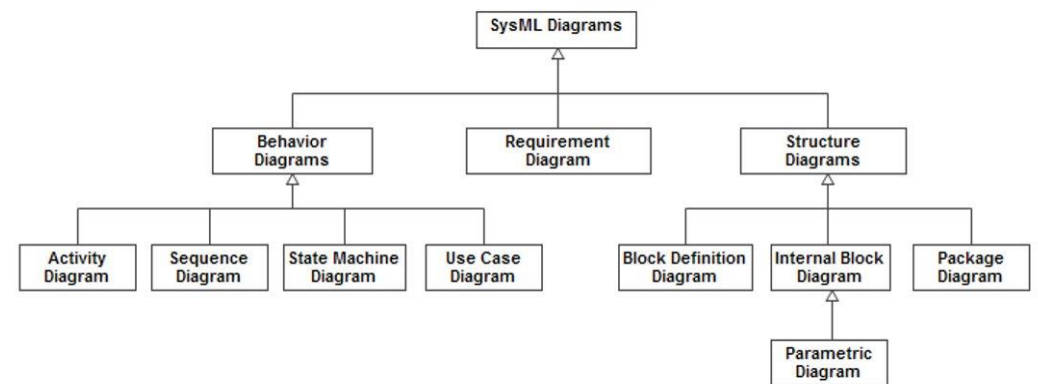 SysML Diagrams
Behavior
Diagrams
Requirement
Diagram
Structure
Diagrams
Activity
Diagram
Sequence
Diagram
State Machine
Diagram
Use Case
Diagram
Block Definition
Diagram
Internal Block
Diagram
Package
Diagram
Parametric
Diagram